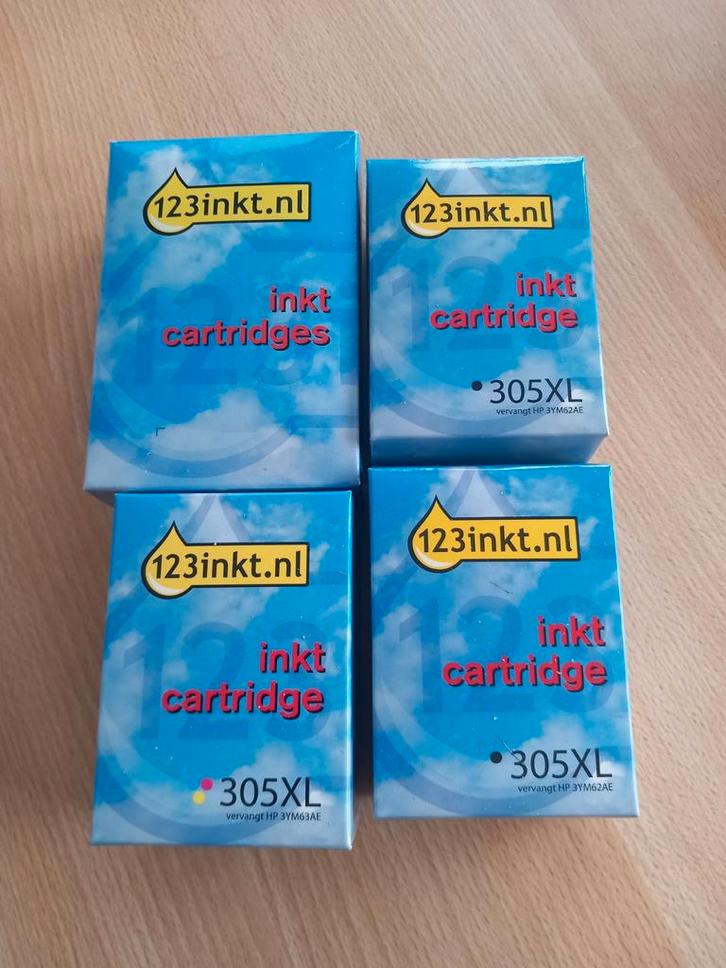 123inkt.nl
inkt
cartridges
123inkt.nl
inkt
cartridge
305XL
vervangt HP 3YM62AE
123inkt.nl
inkt
cartridge
305XL
vervangt HP 3YM63AE
123inkt.nl
inkt
cartridge
305XL
vervangt HP 3YM62AE